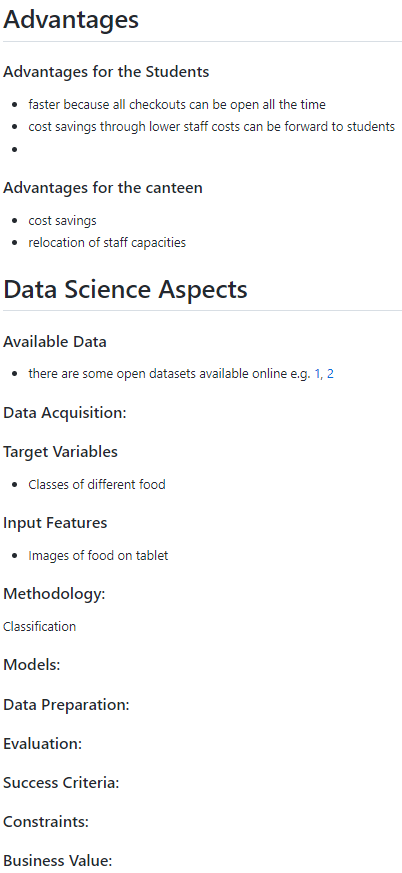 Advantages
Advantages for the Students
faster because all checkouts can be open all the time
cost savings through lower staff costs can be forward to students
Advantages for the canteen
cost savings
relocation of staff capacities
Data Science Aspects
Available Data
there are some open datasets available online e.g. 1, 2
Data Acquisition:
Target Variables
Classes of different food
Input Features
Images of food on tablet
Methodology:
Classification
Models:
Data Preparation:
Evaluation:
Success Criteria:
Constraints:
Business Value: